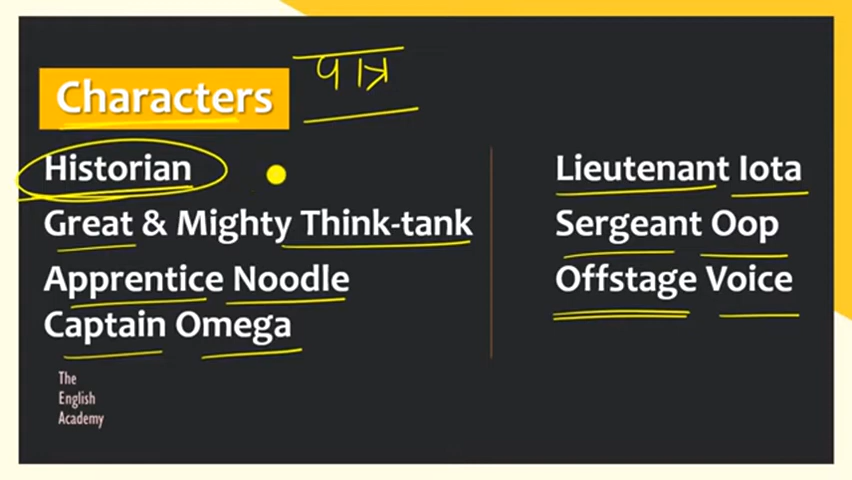 पात्र
Characters
Historian
Great & Mighty Think-tank
Apprentice Noodle
Captain Omega
Lieutenant Iota
Sergeant Oop
Offstage Voice
The
English
Academy